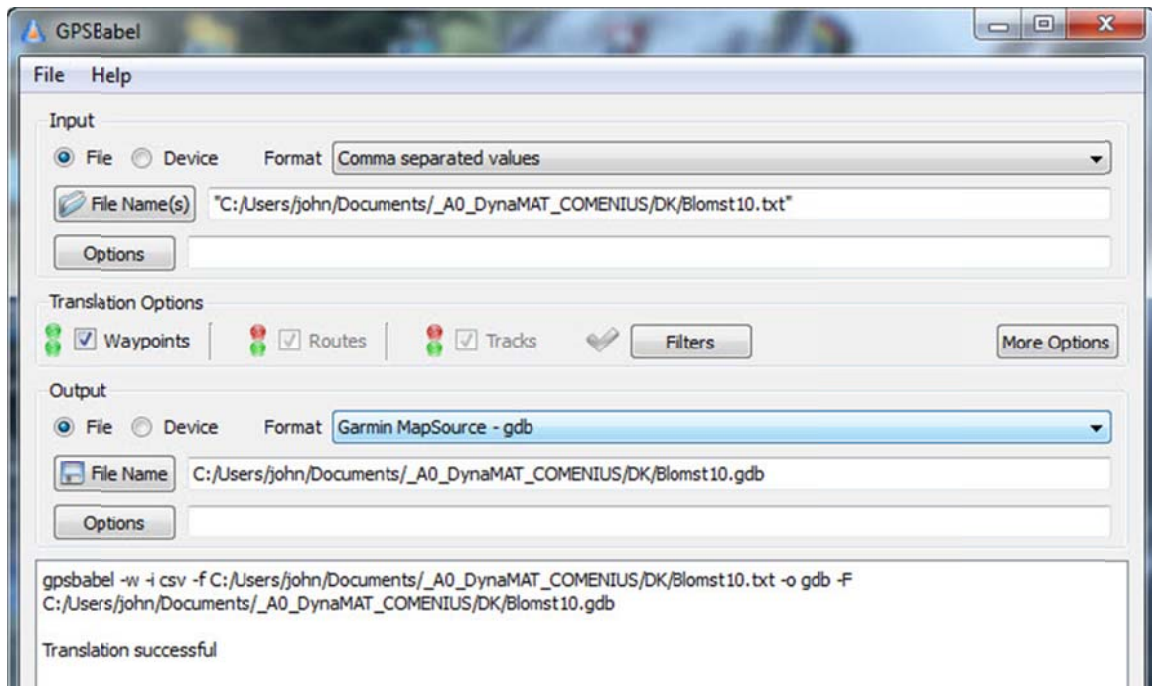 GPSBabel
File Help
Input
File Device Format Comma separated values
File Name(s) "C:/Users/john/Documents/_A0_DynaMAT_COMENIUS/DK/Blomst10.txt"
Options
Translation Options
Waypoints Routes Tracks Filters More Options
Output
File Device Format Garmin MapSource - gdb
File Name C:/Users/john/Documents/_A0_DynaMAT_COMENIUS/DK/Blomst10.gdb
Options
gpsbabel -w -i csv -f C:/Users/john/Documents/_A0_DynaMAT_COMENIUS/DK/Blomst10.txt -o gdb -F
C:/Users/john/Documents/_A0_DynaMAT_COMENIUS/DK/Blomst10.gdb
Translation successful